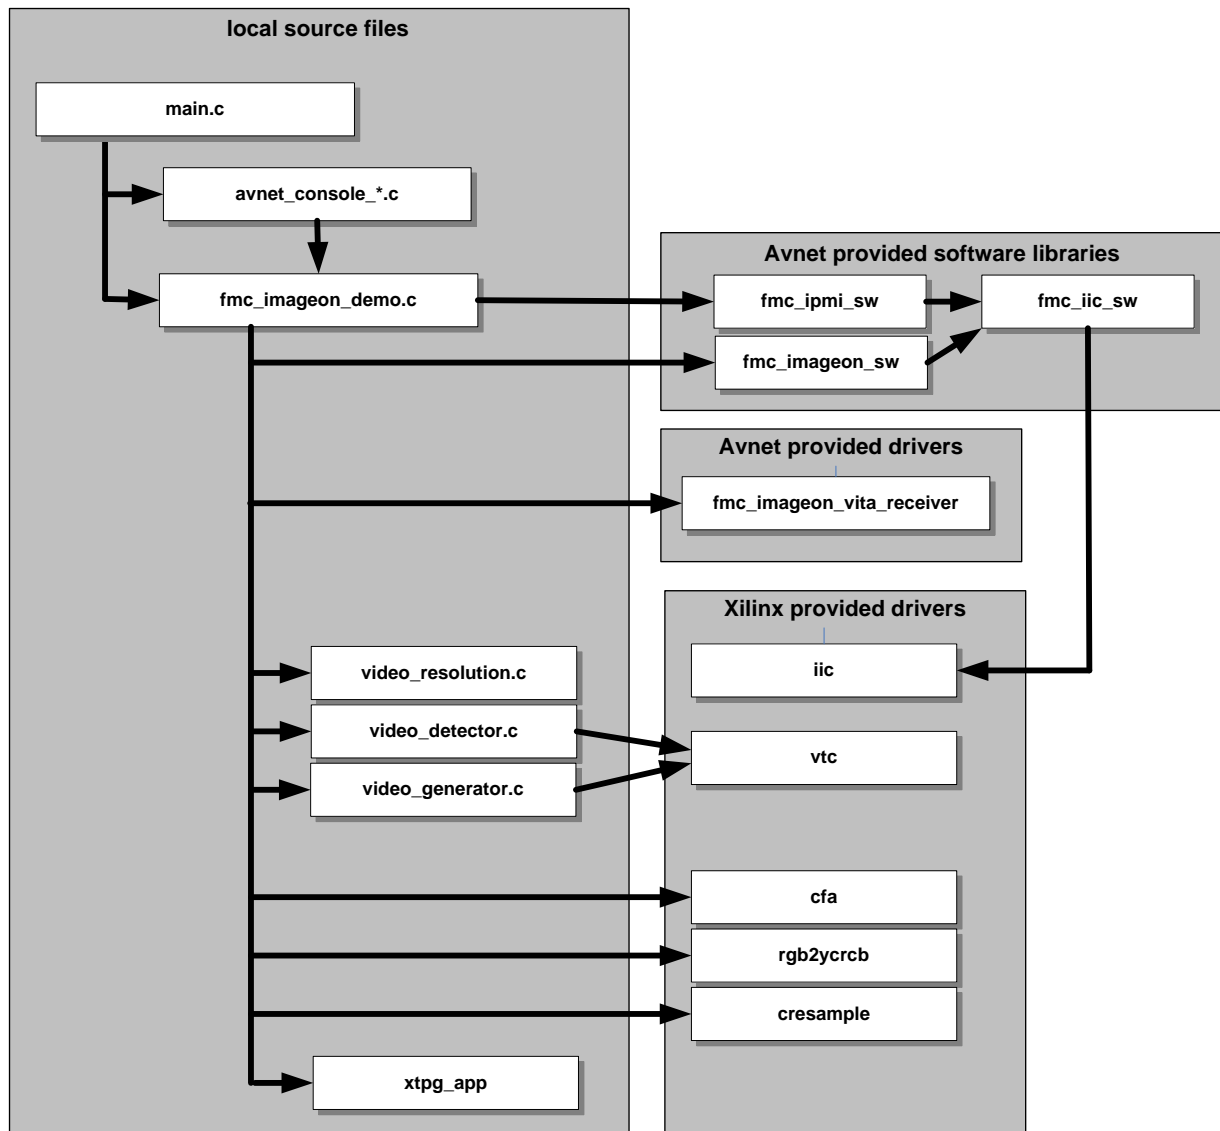 local source files
main.c
avnet_console_*.c
fmc_imageon_demo.c
video_resolution.c
video_detector.c
video_generator.c
xtpg_app
Avnet provided software libraries
fmc_ipmi_sw
fmc_iic_sw
fmc_imageon_sw
Avnet provided drivers
fmc_imageon_vita_receiver
Xilinx provided drivers
iic
vtc
cfa
rgb2ycrcb
cresample